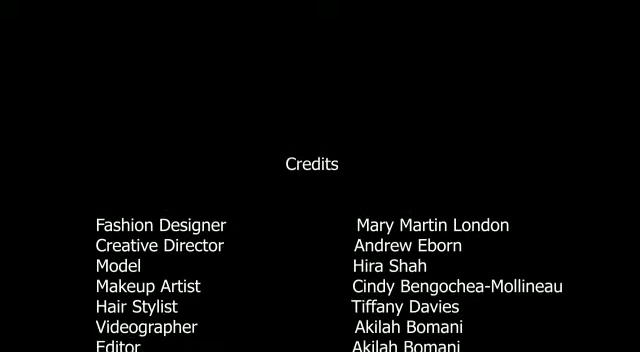 Credits
Fashion Designer Mary Martin London
Creative Director Andrew Eborn
Model Hira Shah
Makeup Artist Cindy Bengochea-Mollineau
Hair Stylist Tiffany Davies
Videographer Akilah Bomani
Editor Akilah Bomani